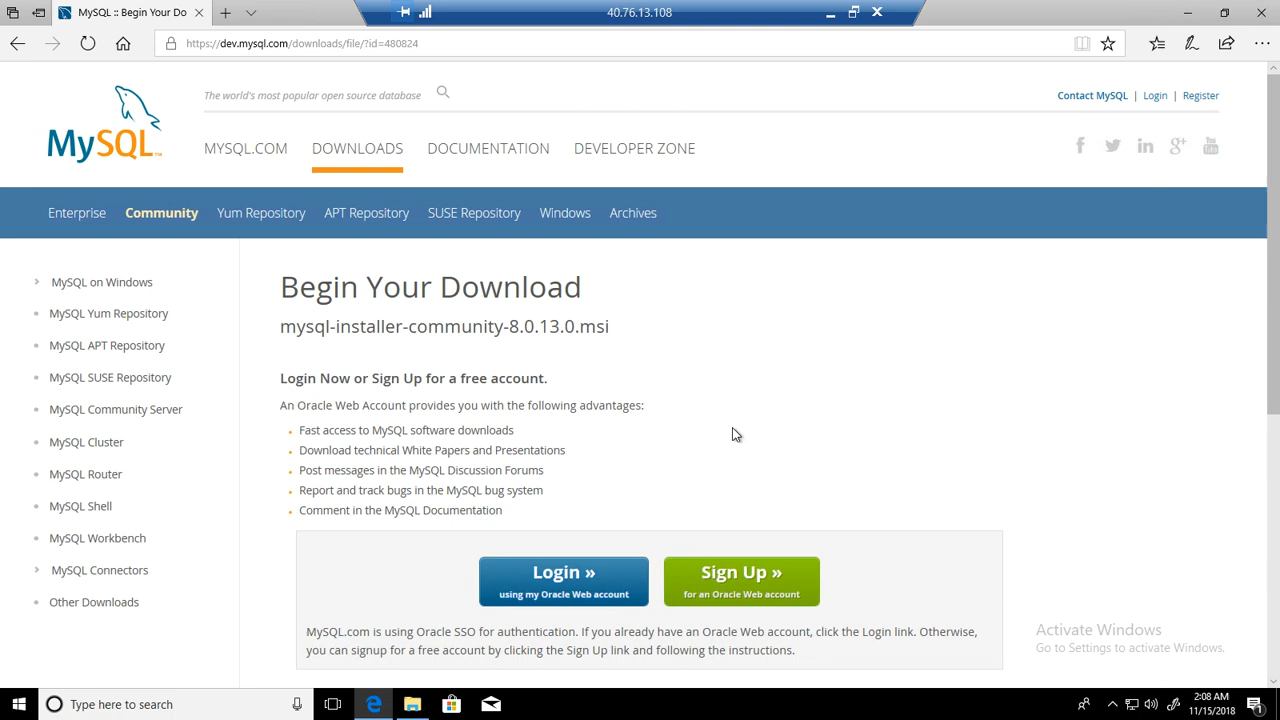 MySQL :: Begin Your Do
40.76.13.108
https://dev.mysql.com/downloads/file/?id=480824
MySQL™
The world's most popular open source database
Contact MySQL | Login | Register
MYSQL.COM DOWNLOADS DOCUMENTATION DEVELOPER ZONE
Enterprise Community Yum Repository APT Repository SUSE Repository Windows Archives
MySQL on Windows
MySQL Yum Repository
MySQL APT Repository
MySQL SUSE Repository
MySQL Community Server
MySQL Cluster
MySQL Router
MySQL Shell
MySQL Workbench
MySQL Connectors
Other Downloads
Begin Your Download
mysql-installer-community-8.0.13.0.msi
Login Now or Sign Up for a free account.
An Oracle Web Account provides you with the following advantages:
Fast access to MySQL software downloads
Download technical White Papers and Presentations
Post messages in the MySQL Discussion Forums
Report and track bugs in the MySQL bug system
Comment in the MySQL Documentation
Login »
using my Oracle Web account
Sign Up »
for an Oracle Web account
MySQL.com is using Oracle SSO for authentication. If you already have an Oracle Web account, click the Login link. Otherwise,
you can signup for a free account by clicking the Sign Up link and following the instructions.
Activate Windows
Go to Settings to activate Windows.
Type here to search
2:08 AM
11/15/2018
1